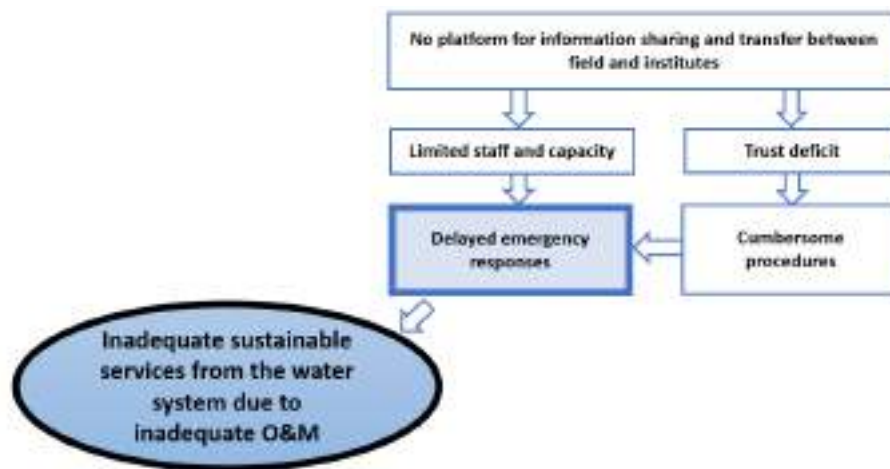 No platform for information sharing and transfer between
field and institutes
Limited staff and capacity
Trust deficit
Delayed emergency
responses
Cumbersome
procedures
Inadequate sustainable
services from the water
system due to
inadequate O&M